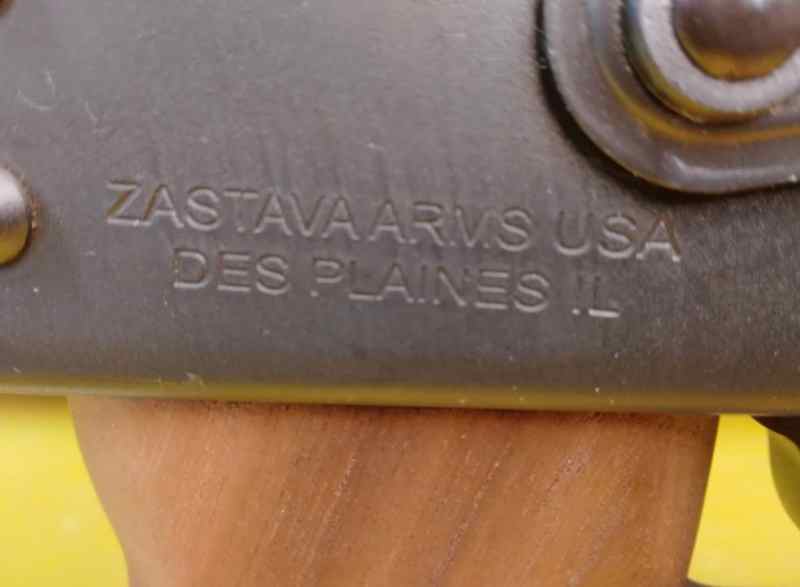 ZASTAVA ARMS USA
DES PLAINES IL